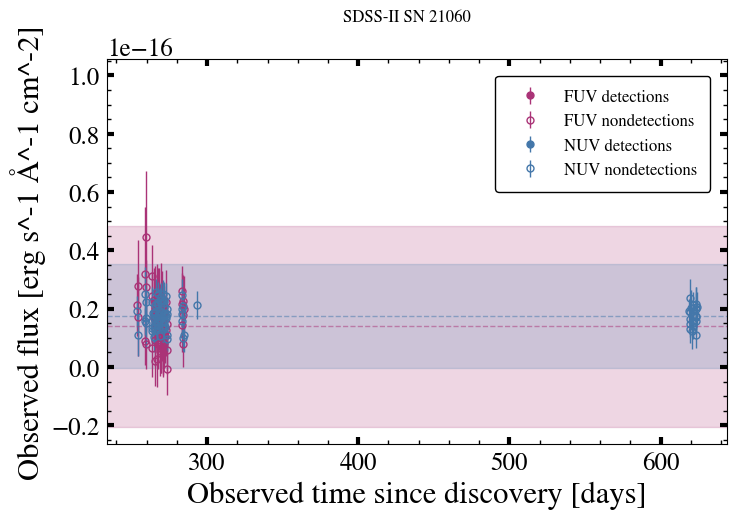 SDSS-II SN 21060
1e−16
1.0
0.8
0.6
0.4
0.2
0.0
−0.2
Observed flux [erg s^-1 Å^-1 cm^-2]
FUV detections
FUV nondetections
NUV detections
NUV nondetections
300
400
500
600
Observed time since discovery [days]